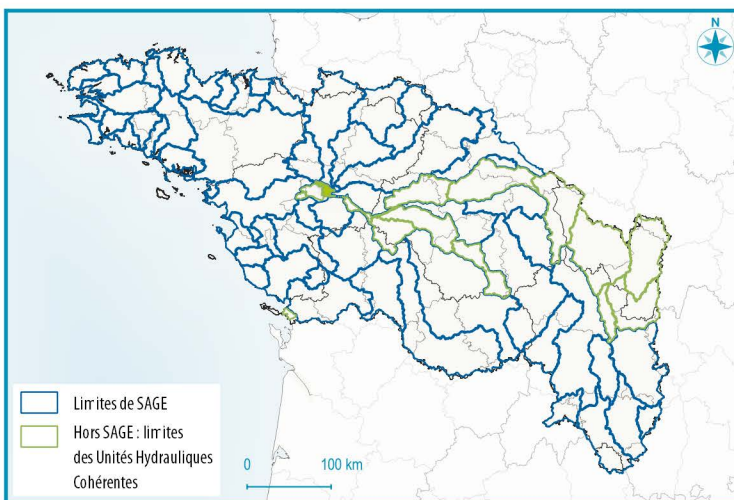 N
Limites de SAGE
Hors SAGE : limites
des Unités Hydrauliques
Cohérentes
0 100 km